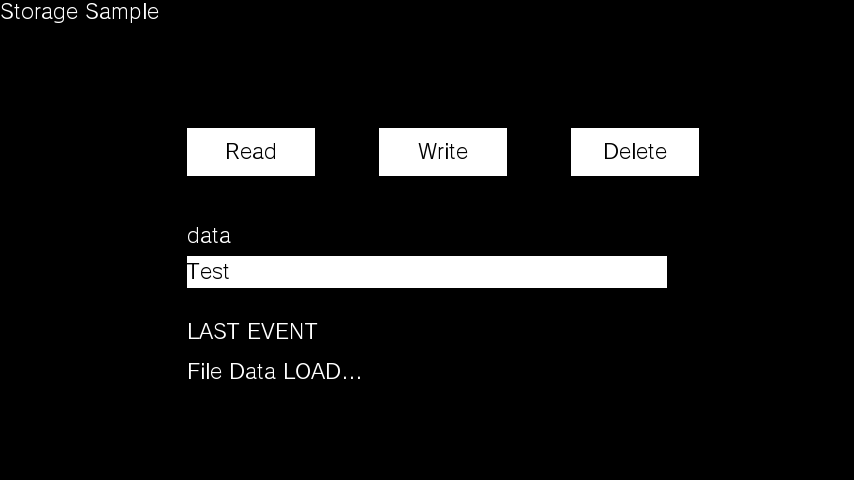 Storage Sample
Read Write Delete
data
Test
LAST EVENT
File Data LOAD...